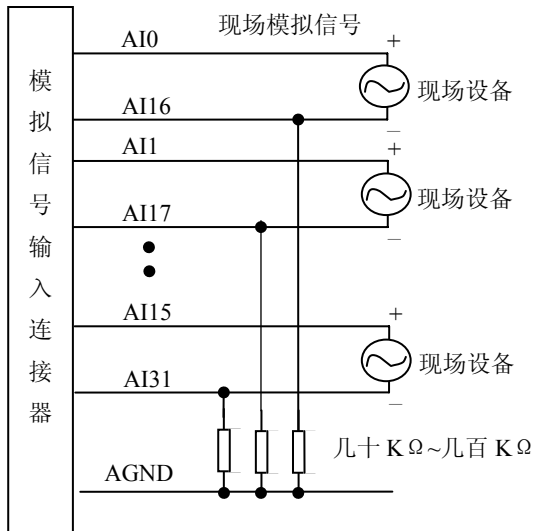 模拟信号输入连接器
现场模拟信号
AI0
+
现场设备
AI16
–
AI1
+
现场设备
AI17
–
AI15
+
现场设备
AI31
–
几十 K Ω ~几百 K Ω
AGND